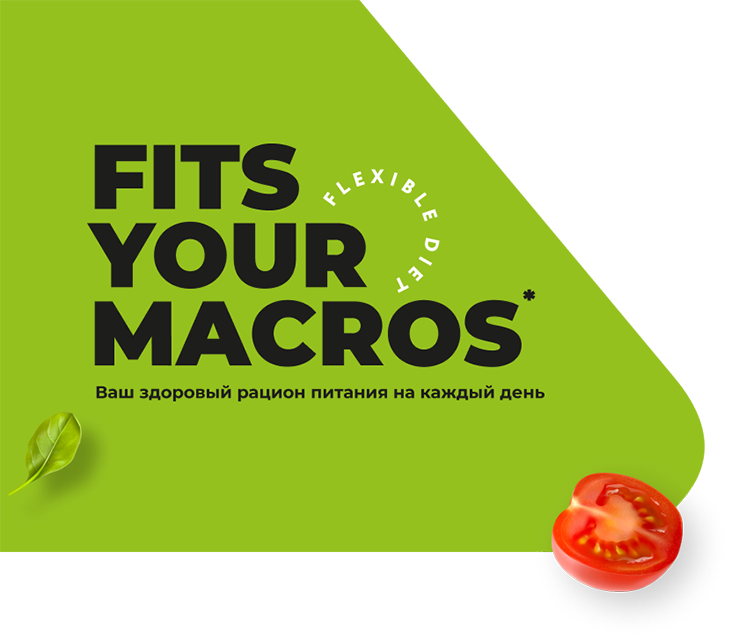 FITS
YOUR
MACROS*
FLEXIBLE DIET
Ваш здоровый рацион питания на каждый день